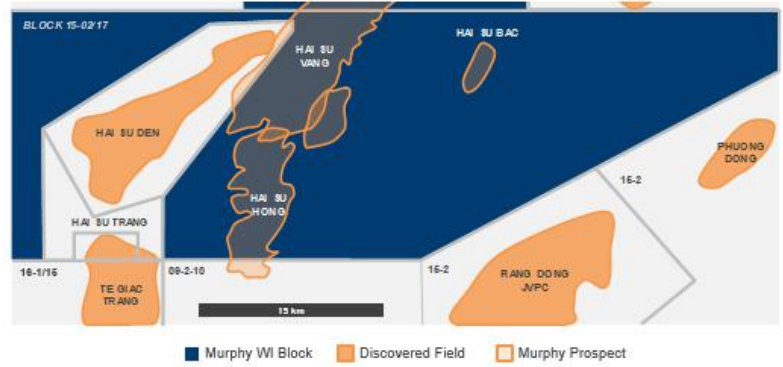 BLOCK 15-02/17
HAI SU BAC
HAI SU
VANG
HAI SU DEN
PHUONG
DONG
15-2
HAI SU
HONG
HAI SU TRANG
16-1/15
09-2-10
15-2
RANG DONG
JVPC
TE GIAC
TRANG
15 km
Murphy WI Block
Discovered Field
Murphy Prospect